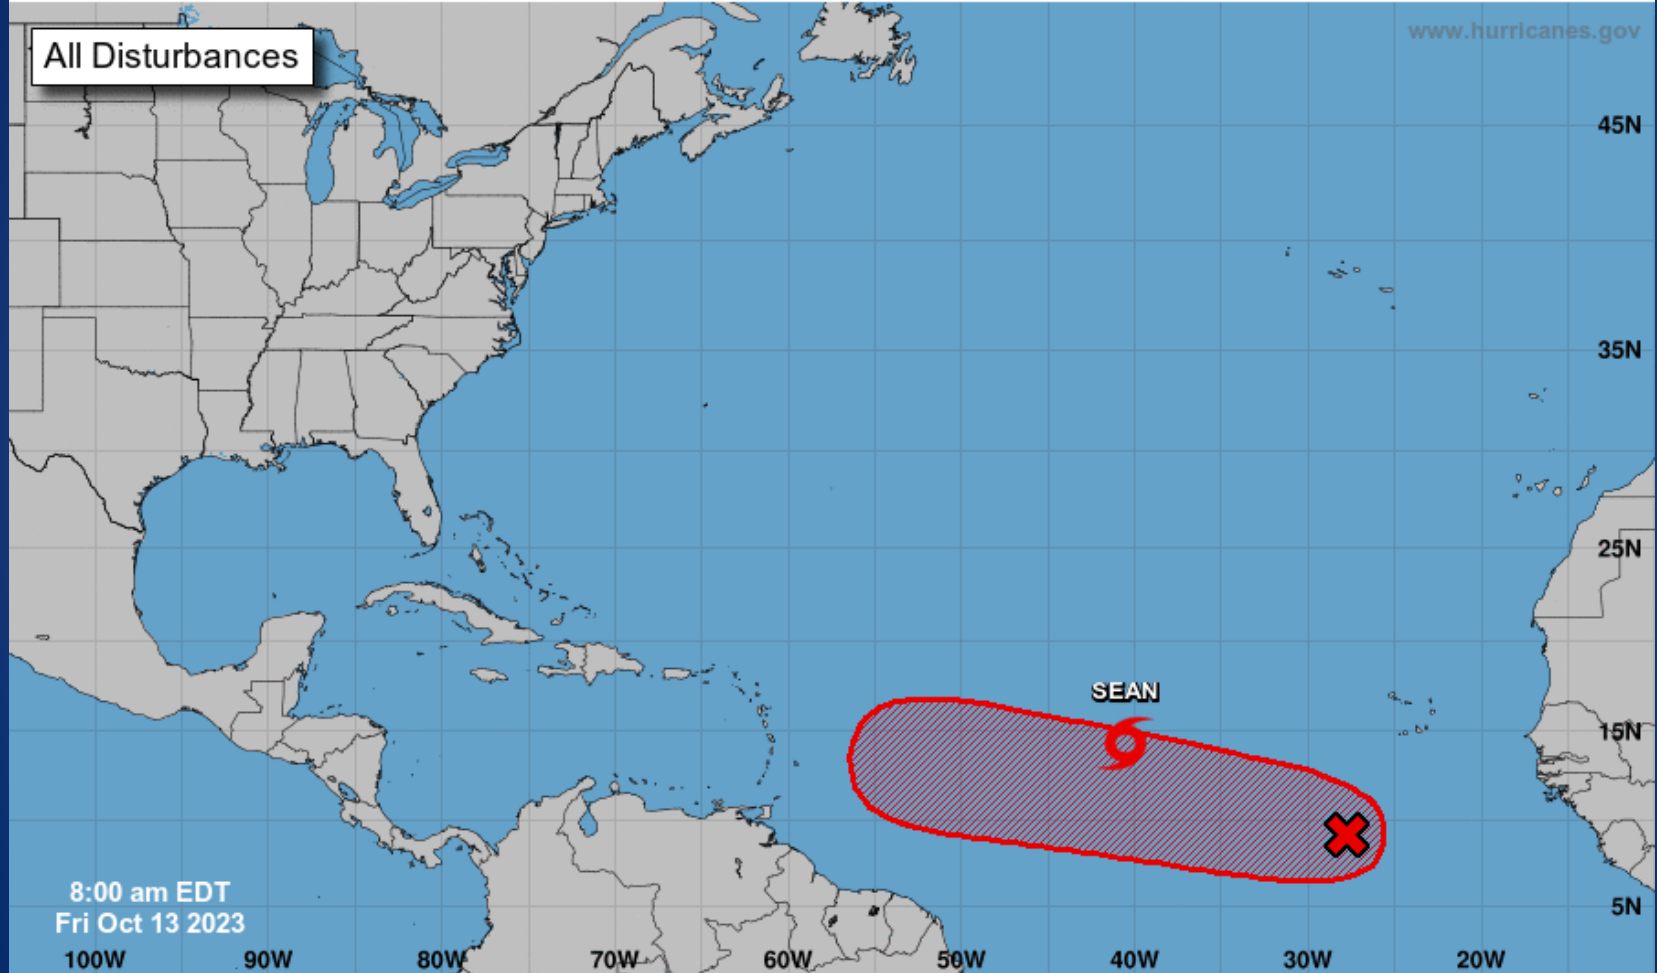 www.hurricanes.gov
All Disturbances
45N
35N
25N
SEAN
15N
8:00 am EDT
Fri Oct 13 2023
5N
100W 90W 80W 70W 60W 50W 40W 30W 20W